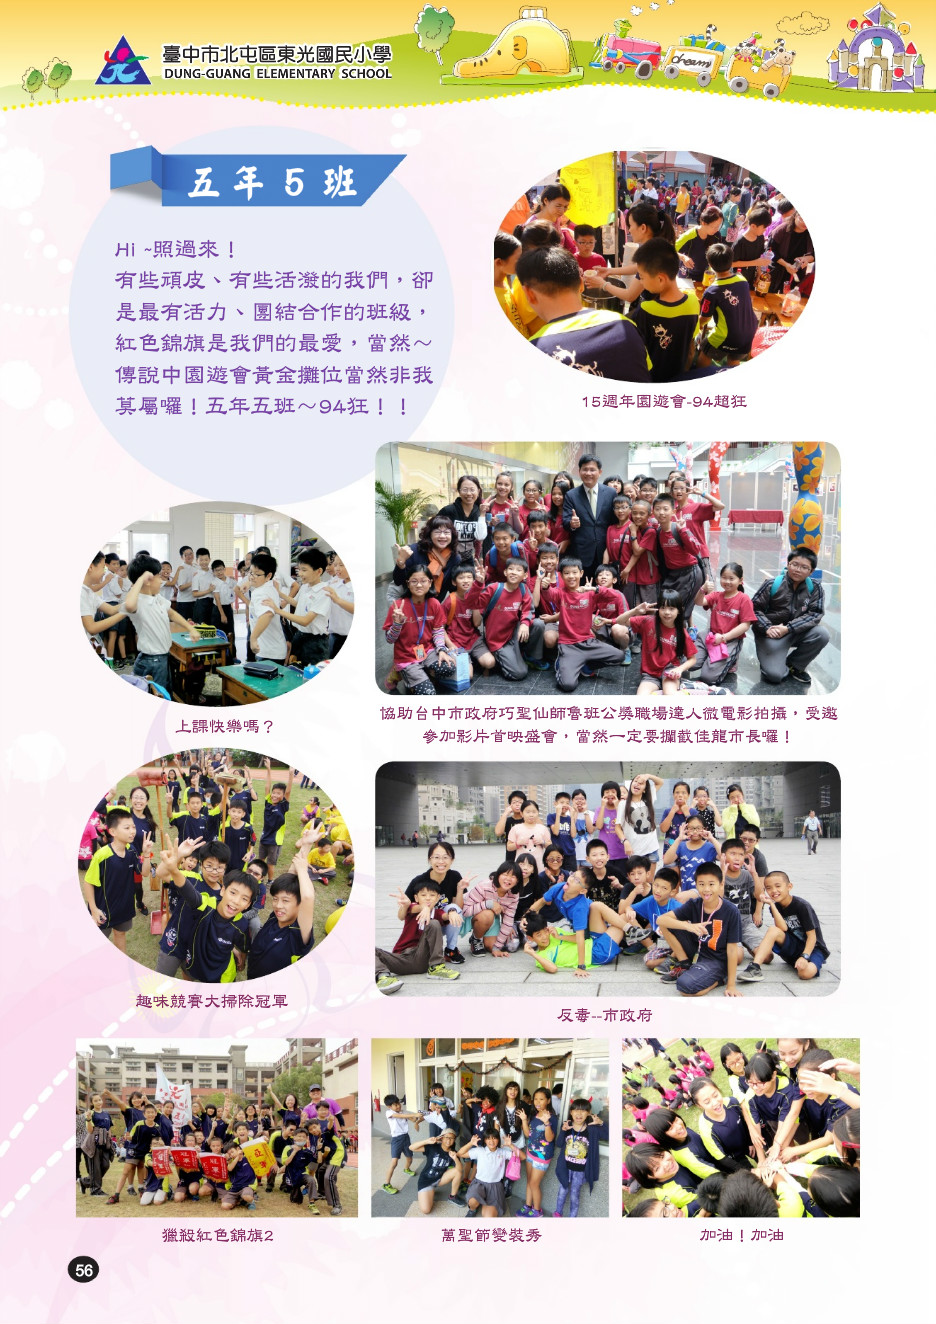 臺中市北屯區東光國民小學
DUNG-GUANG ELEMENTARY SCHOOL
dream
五年5班
Hi ~照過來！
有些頑皮、有些活潑的我們，卻
是最有活力、團結合作的班級，
紅色錦旗是我們的最愛，當然～
傳說中園遊會黃金攤位當然非我
莫屬囉！五年五班～94狂！！
15週年園遊會-94超狂
上課快樂嗎？
協助台中市政府巧聖仙師魯班公獎職場達人微電影拍攝，受邀
參加影片首映盛會，當然一定要攔截佳龍市長囉！
趣味競賽大掃除冠軍
反毒--市政府
獵殺紅色錦旗2
萬聖節變裝秀
加油！加油
56